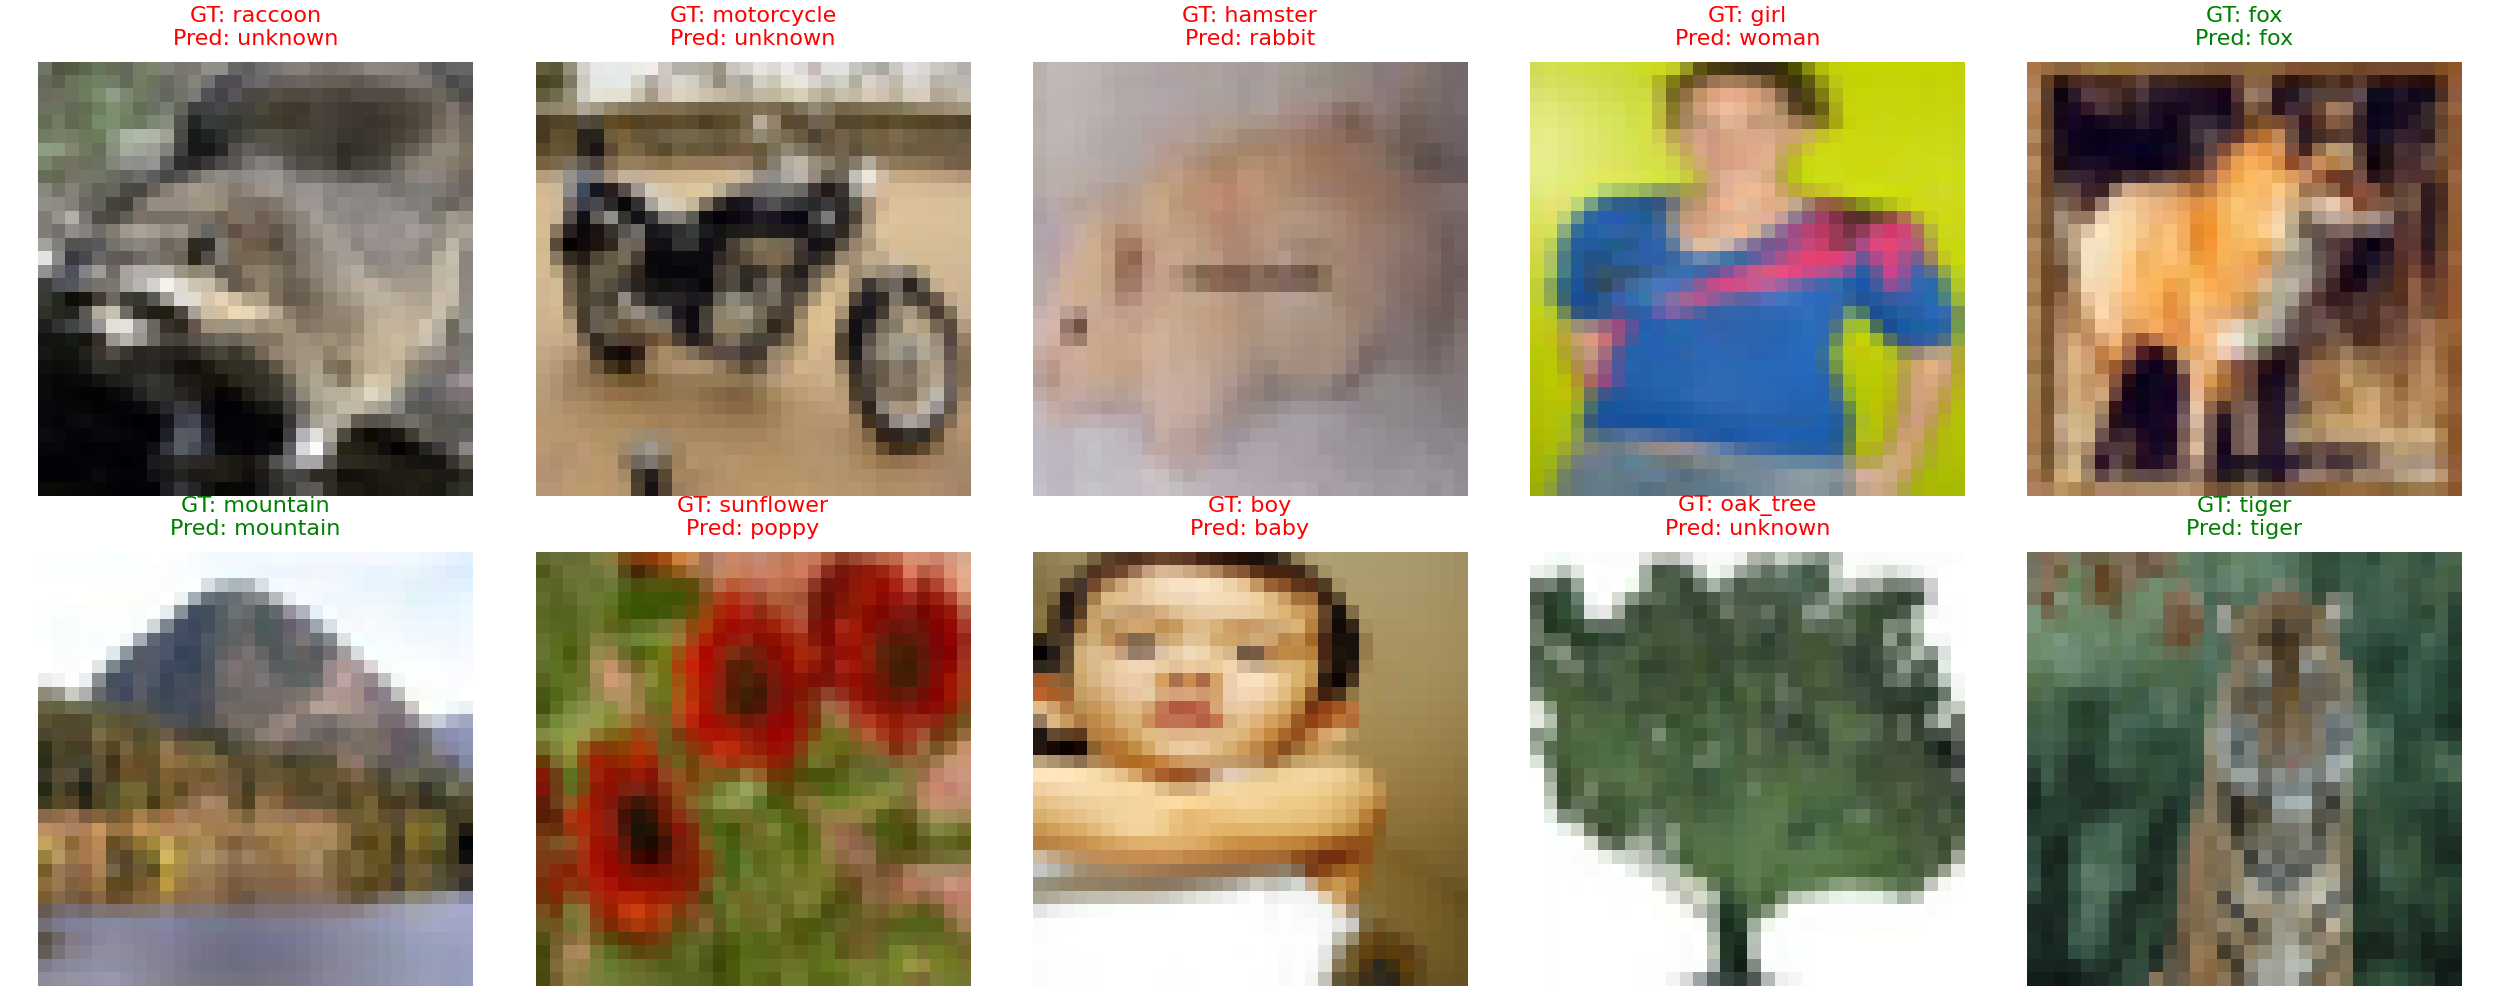 GT: raccoon
Pred: unknown
GT: motorcycle
Pred: unknown
GT: hamster
Pred: rabbit
GT: girl
Pred: woman
GT: fox
Pred: fox
GT: mountain
Pred: mountain
GT: sunflower
Pred: poppy
GT: boy
Pred: baby
GT: oak_tree
Pred: unknown
GT: tiger
Pred: tiger